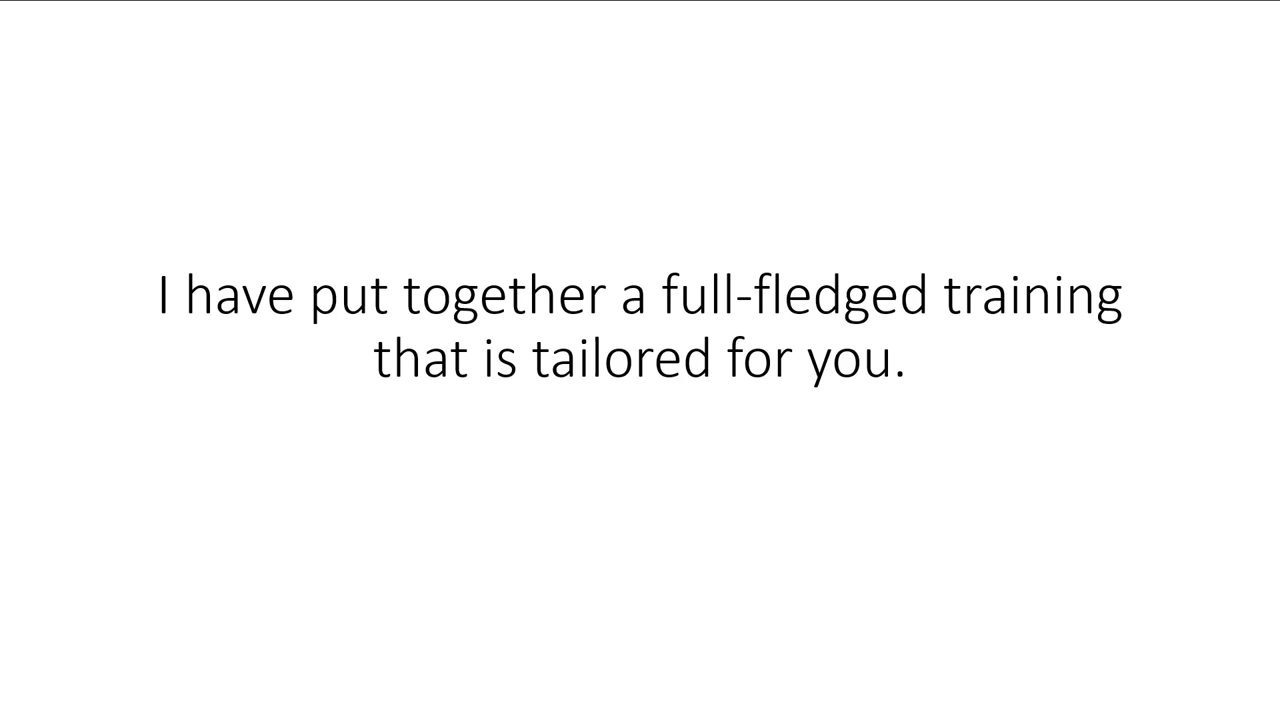 I have put together a full-fledged training
that is tailored for you.